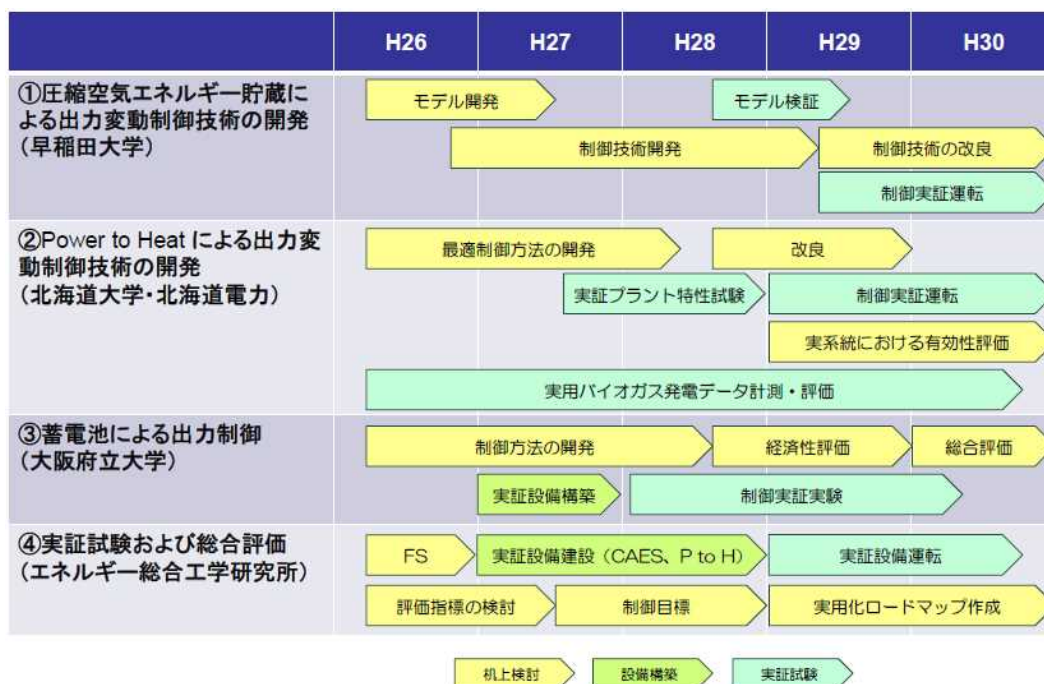 H26 H27 H28 H29 H30
①圧縮空気エネルギー貯蔵に
よる出力変動制御技術の開発
（早稲田大学）
モデル開発
モデル検証
制御技術開発
制御技術の改良
制御実証運転
②Power to Heat による出力変
動制御技術の開発
（北海道大学・北海道電力）
最適制御方法の開発
改良
実証プラント特性試験
制御実証運転
実系統における有効性評価
実用バイオガス発電データ計測・評価
③蓄電池による出力制御
（大阪府立大学）
制御方法の開発
経済性評価
総合評価
実証設備構築
制御実証実験
④実証試験および総合評価
（エネルギー総合工学研究所）
FS
実証設備建設（CAES、P to H）
実証設備運転
評価指標の検討
制御目標
実用化ロードマップ作成
机上検討
設備構築
実証試験